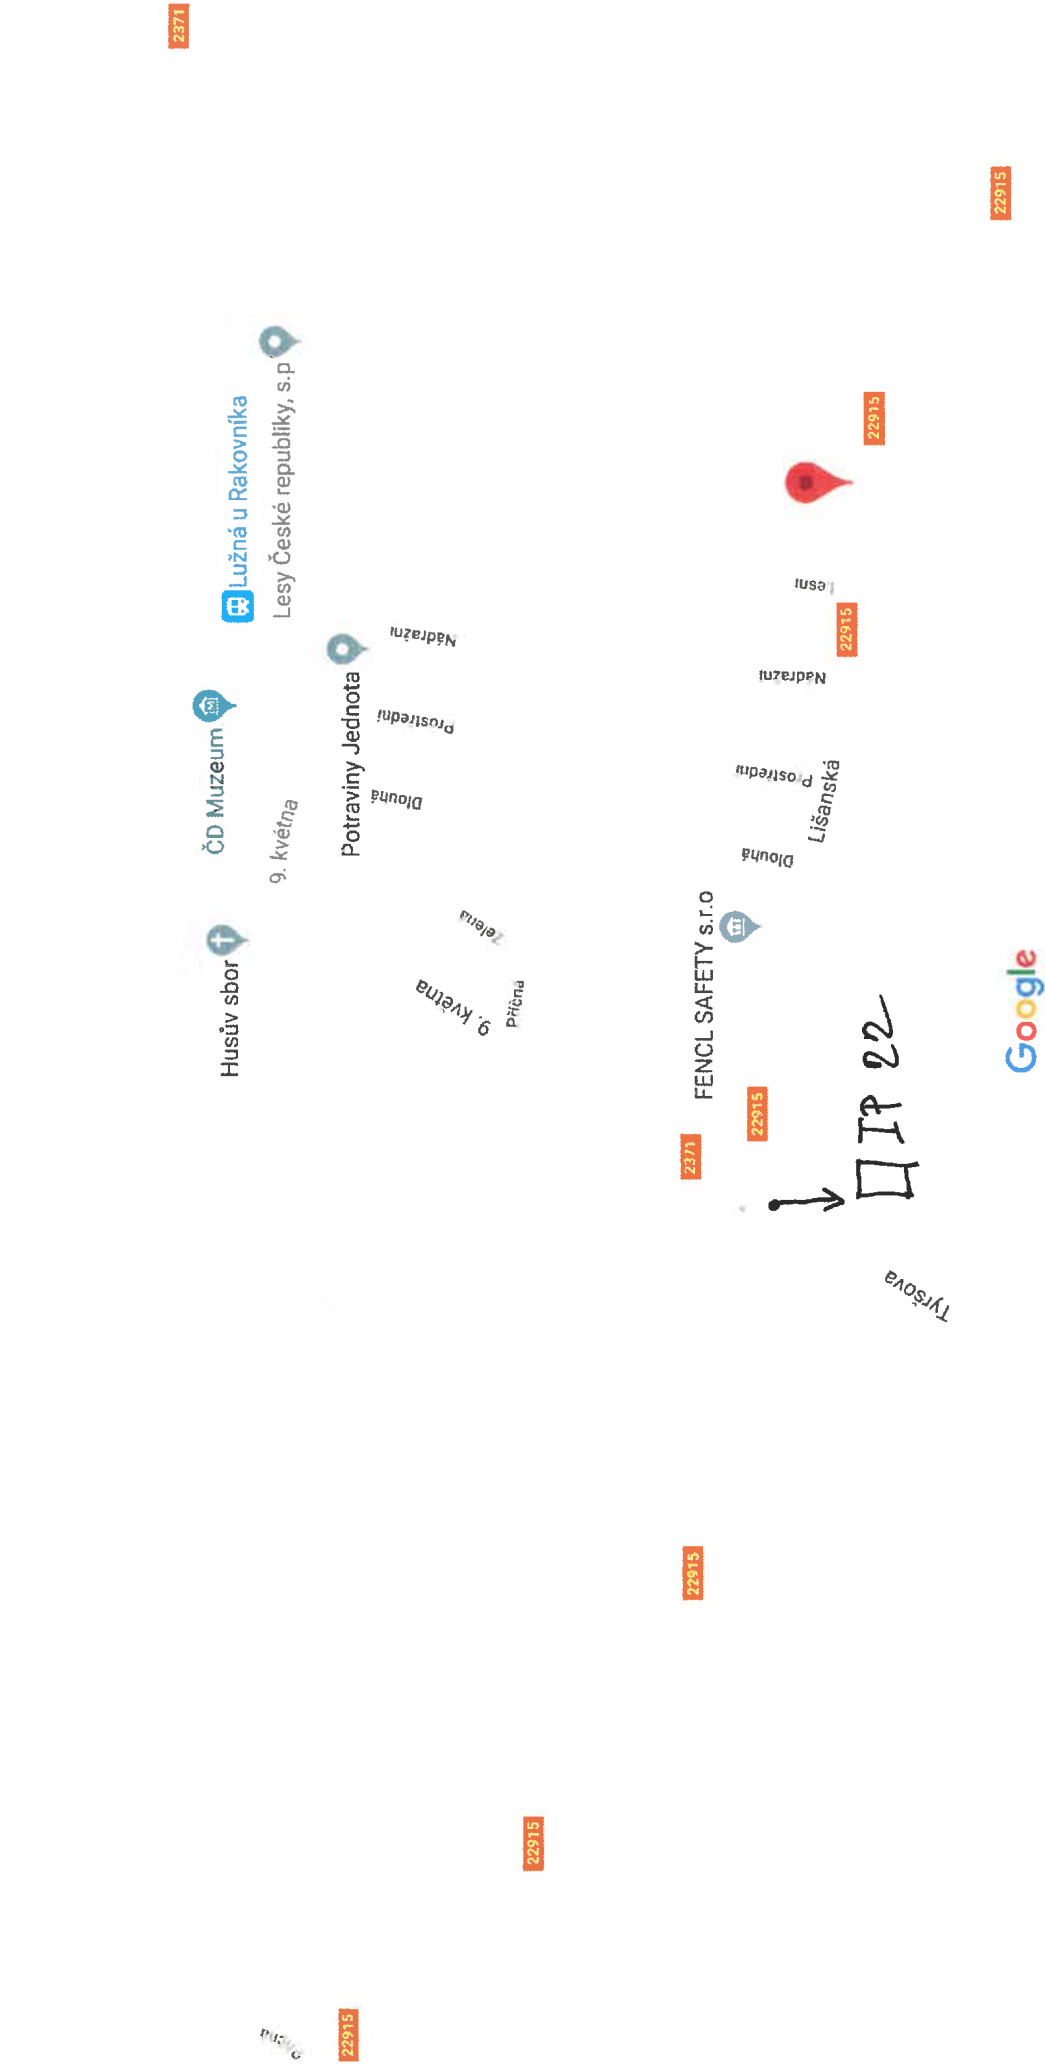 2371
ČD Muzeum
Husův sbor
Lužná u Rakovníka
Lesy České republiky, s.p
9. května
22915
Potraviny Jednota
Dlouhá
Prostřední
Nádražní
9. května
Zelená
Příčná
22915
22915
2371
FENCL SAFETY s.r.o
22915
Dlouhá
Prostřední
Nádražní
Lesní
Lišanská
22915
22915
IP 22
Tyršova
22915
Google